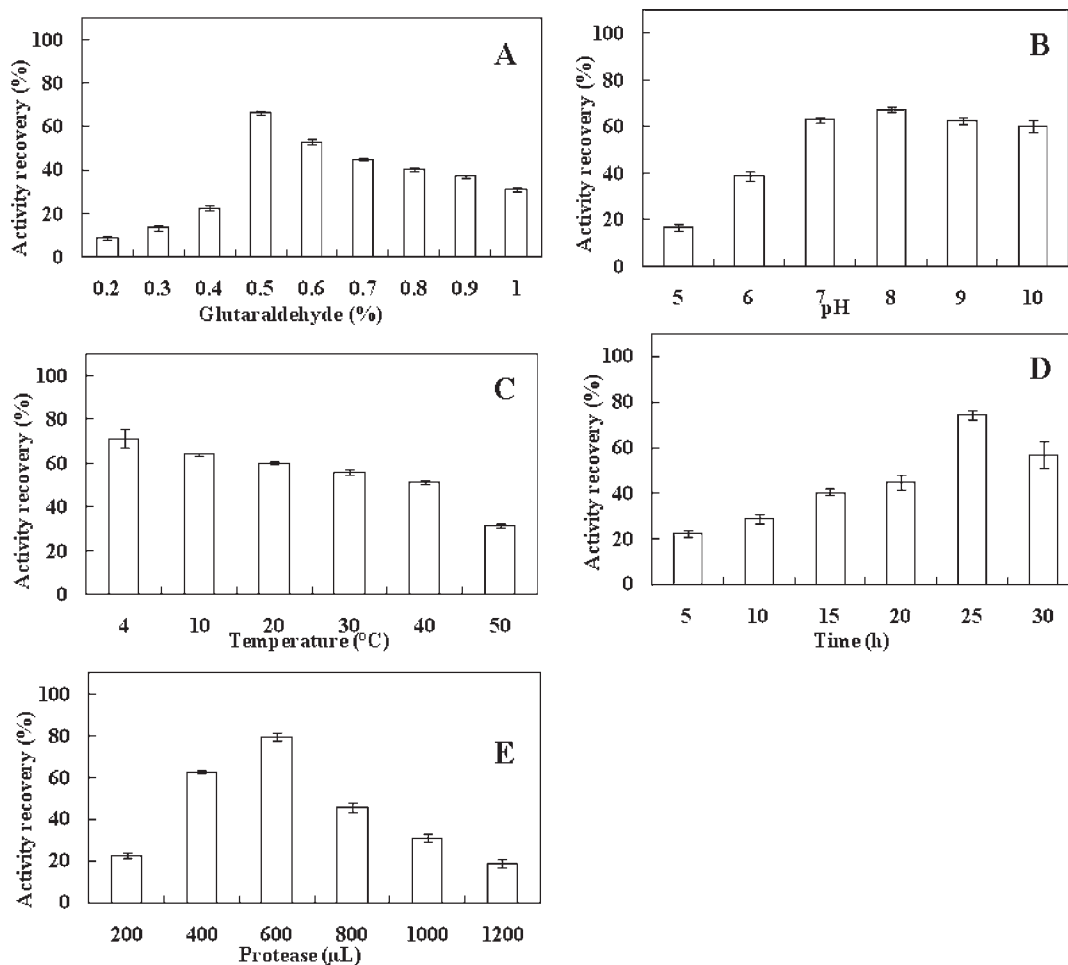 A
Activity recovery (%)
100
80
60
40
20
0
0.2 0.3 0.4 0.5 0.6 0.7 0.8 0.9 1
Glutaraldehyde (%)
B
Activity recovery (%)
100
80
60
40
20
0
5 6 7 8 9 10
pH
C
Activity recovery (%)
100
80
60
40
20
0
4 10 20 30 40 50
Temperature (°C)
D
Activity recovery (%)
100
80
60
40
20
0
5 10 15 20 25 30
Time (h)
E
Activity recovery (%)
100
80
60
40
20
0
200 400 600 800 1000 1200
Protease (µL)